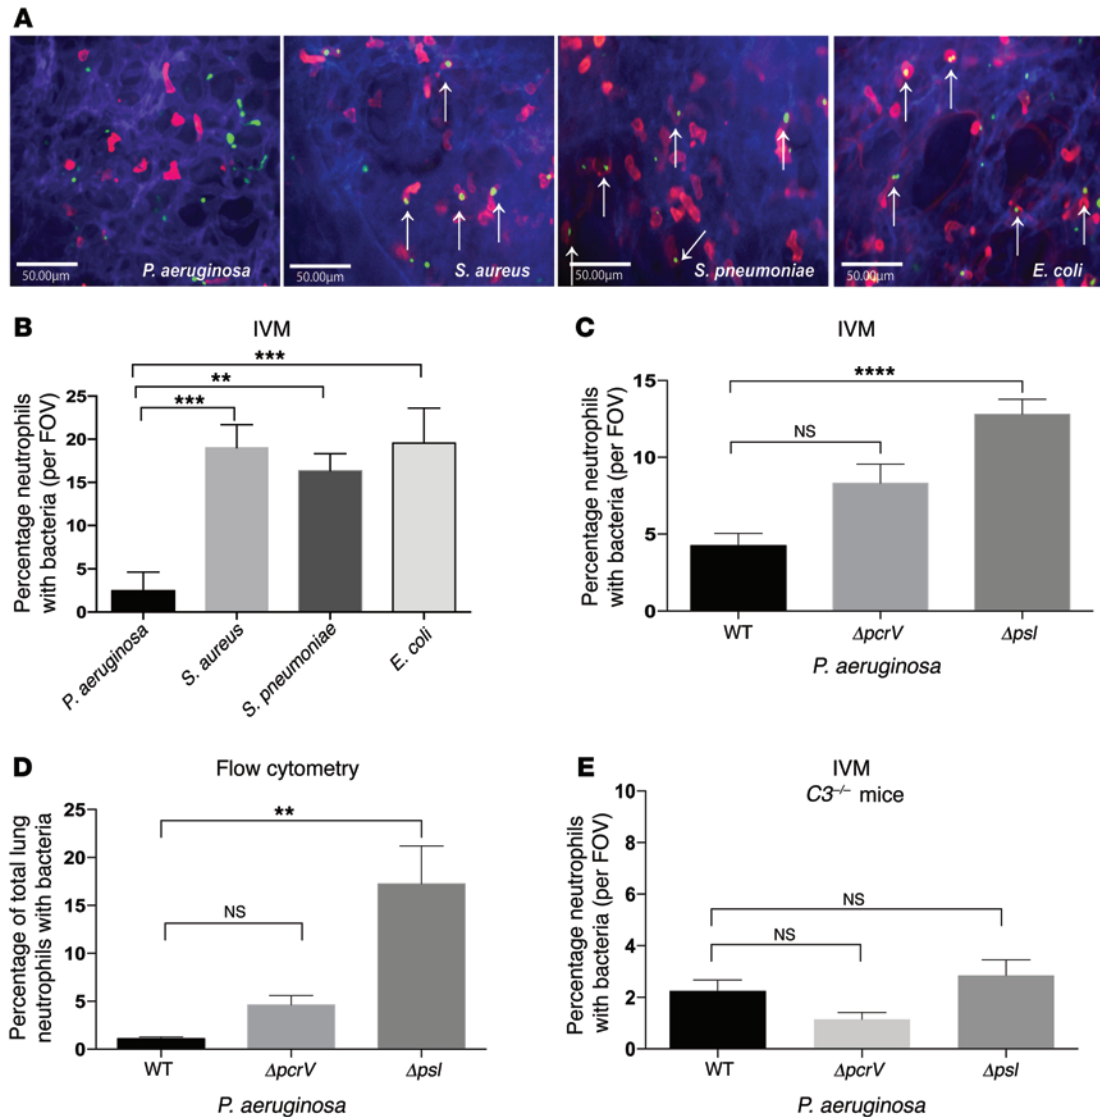 A
50.00µm
P. aeruginosa
50.00µm
S. aureus
50.00µm
S. pneumoniae
50.00µm
E. coli
B
IVM
***
**
***
Percentage neutrophils
with bacteria (per FOV)
25
20
15
10
5
0
P. aeruginosa
S. aureus
S. pneumoniae
E. coli
C
IVM
****
NS
Percentage neutrophils
with bacteria (per FOV)
15
10
5
0
WT
ΔpcrV
Δpsl
P. aeruginosa
D
Flow cytometry
**
NS
Percentage of total lung
neutrophils with bacteria
25
20
15
10
5
0
WT
ΔpcrV
Δpsl
P. aeruginosa
E
IVM
C3–/– mice
NS
NS
Percentage neutrophils
with bacteria (per FOV)
10
8
6
4
2
0
WT
ΔpcrV
Δpsl
P. aeruginosa